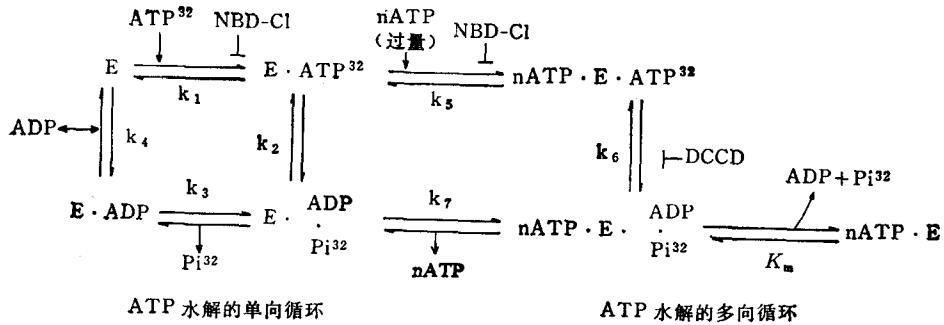 ATP³² NBD-Cl nATP
(过量) NBD-Cl
E E · ATP³² nATP · E · ATP³²
k₁ k₅
ADP k₄ k₂ k₆ DCCD
ADP+Pi³²
k₃ ADP k₇ ADP
E · ADP E · · nATP · E · · nATP · E
Pi³² Pi³²
Pi³² nATP Kₘ
ATP 水解的单向循环 ATP 水解的多向循环